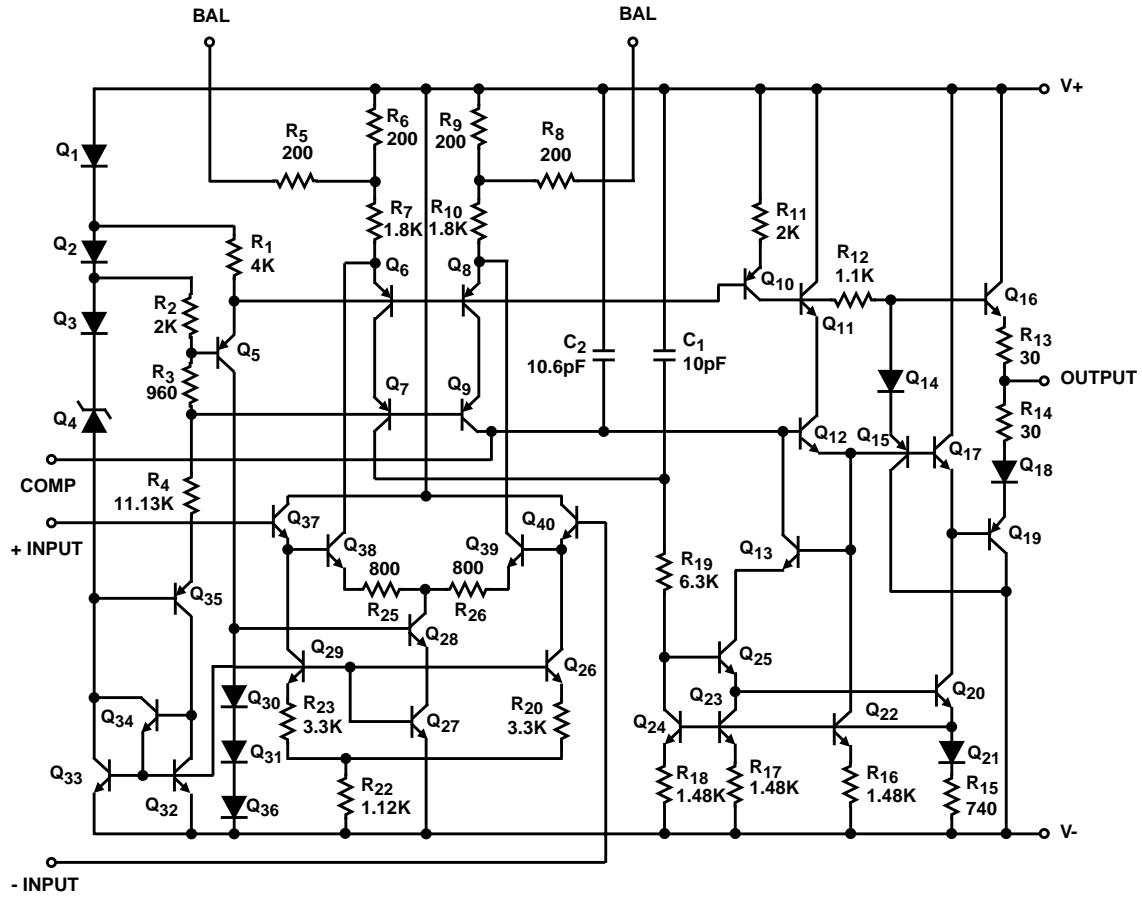 BAL
BAL
V+
R5
200
R6
200
R9
200
R8
200
Q1
R7
1.8K
R10
1.8K
R11
2K
R12
1.1K
Q2
R1
4K
Q6
Q8
Q10
Q16
R2
2K
Q3
Q11
R13
30
C2
10.6pF
C1
10pF
Q5
R3
960
Q14
OUTPUT
Q4
Q7
Q9
R14
30
Q12
Q15
Q17
Q18
COMP
R4
11.13K
+ INPUT
Q37
Q40
Q38
Q39
Q13
Q19
800
800
R19
6.3K
R25
R26
Q35
Q28
Q29
Q26
Q25
Q30
R23
3.3K
R20
3.3K
Q23
Q20
Q34
Q27
Q24
Q22
Q31
Q21
Q33
Q32
R22
1.12K
R18
1.48K
R17
1.48K
R16
1.48K
R15
740
Q36
V-
- INPUT